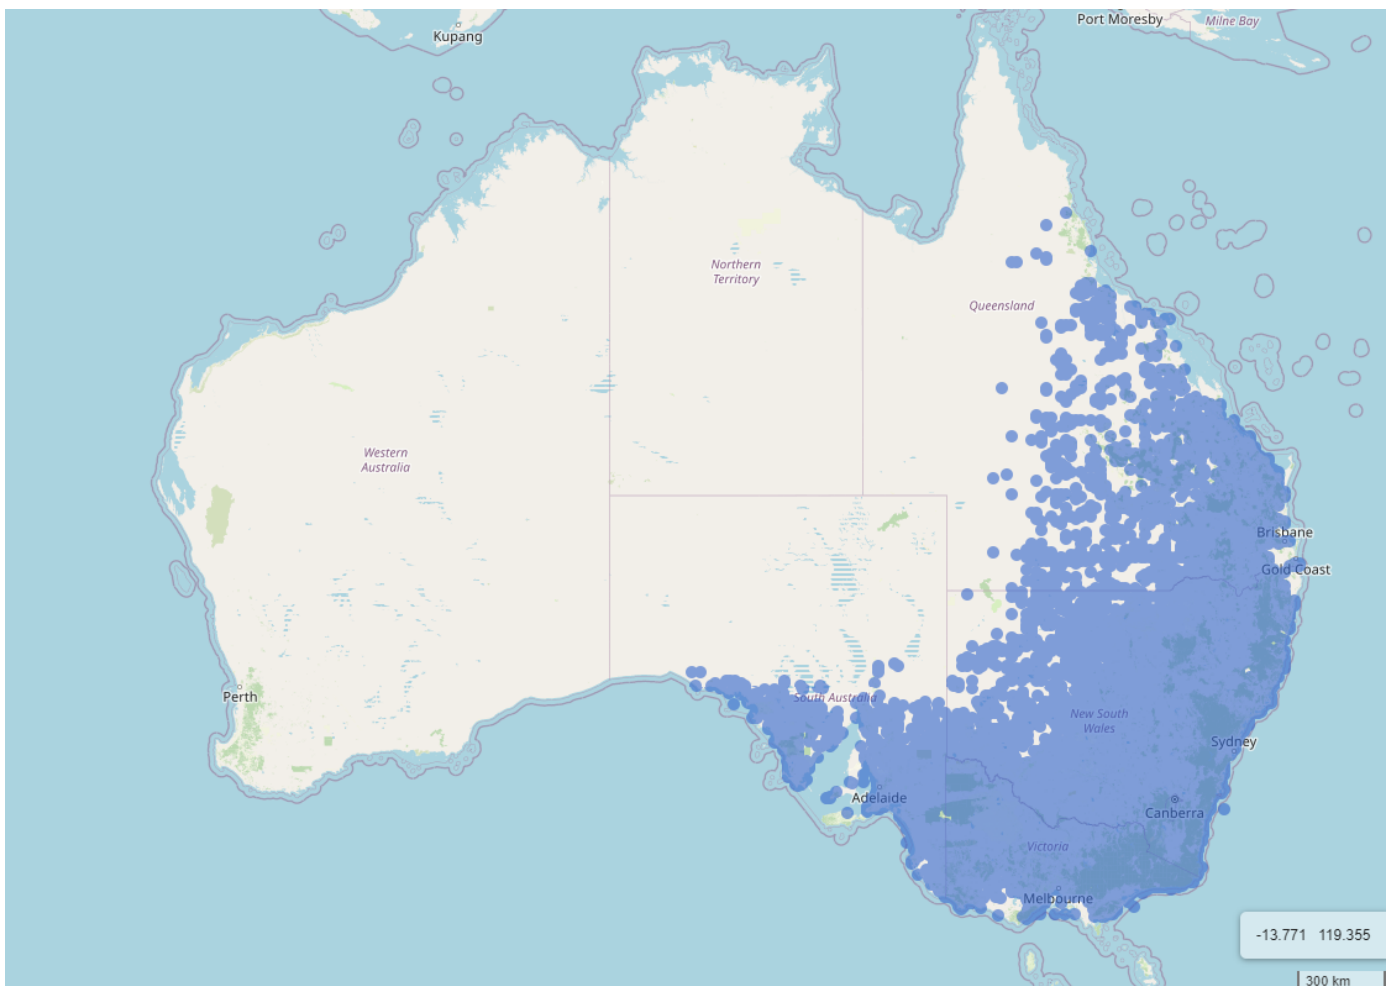 Port Moresby
Milne Bay
Kupang
Northern
Territory
Queensland
Western
Australia
Brisbane
Gold Coast
Perth
South Australia
New South
Wales
Sydney
Adelaide
Canberra
Victoria
Melbourne
-13.771 119.355
300 km